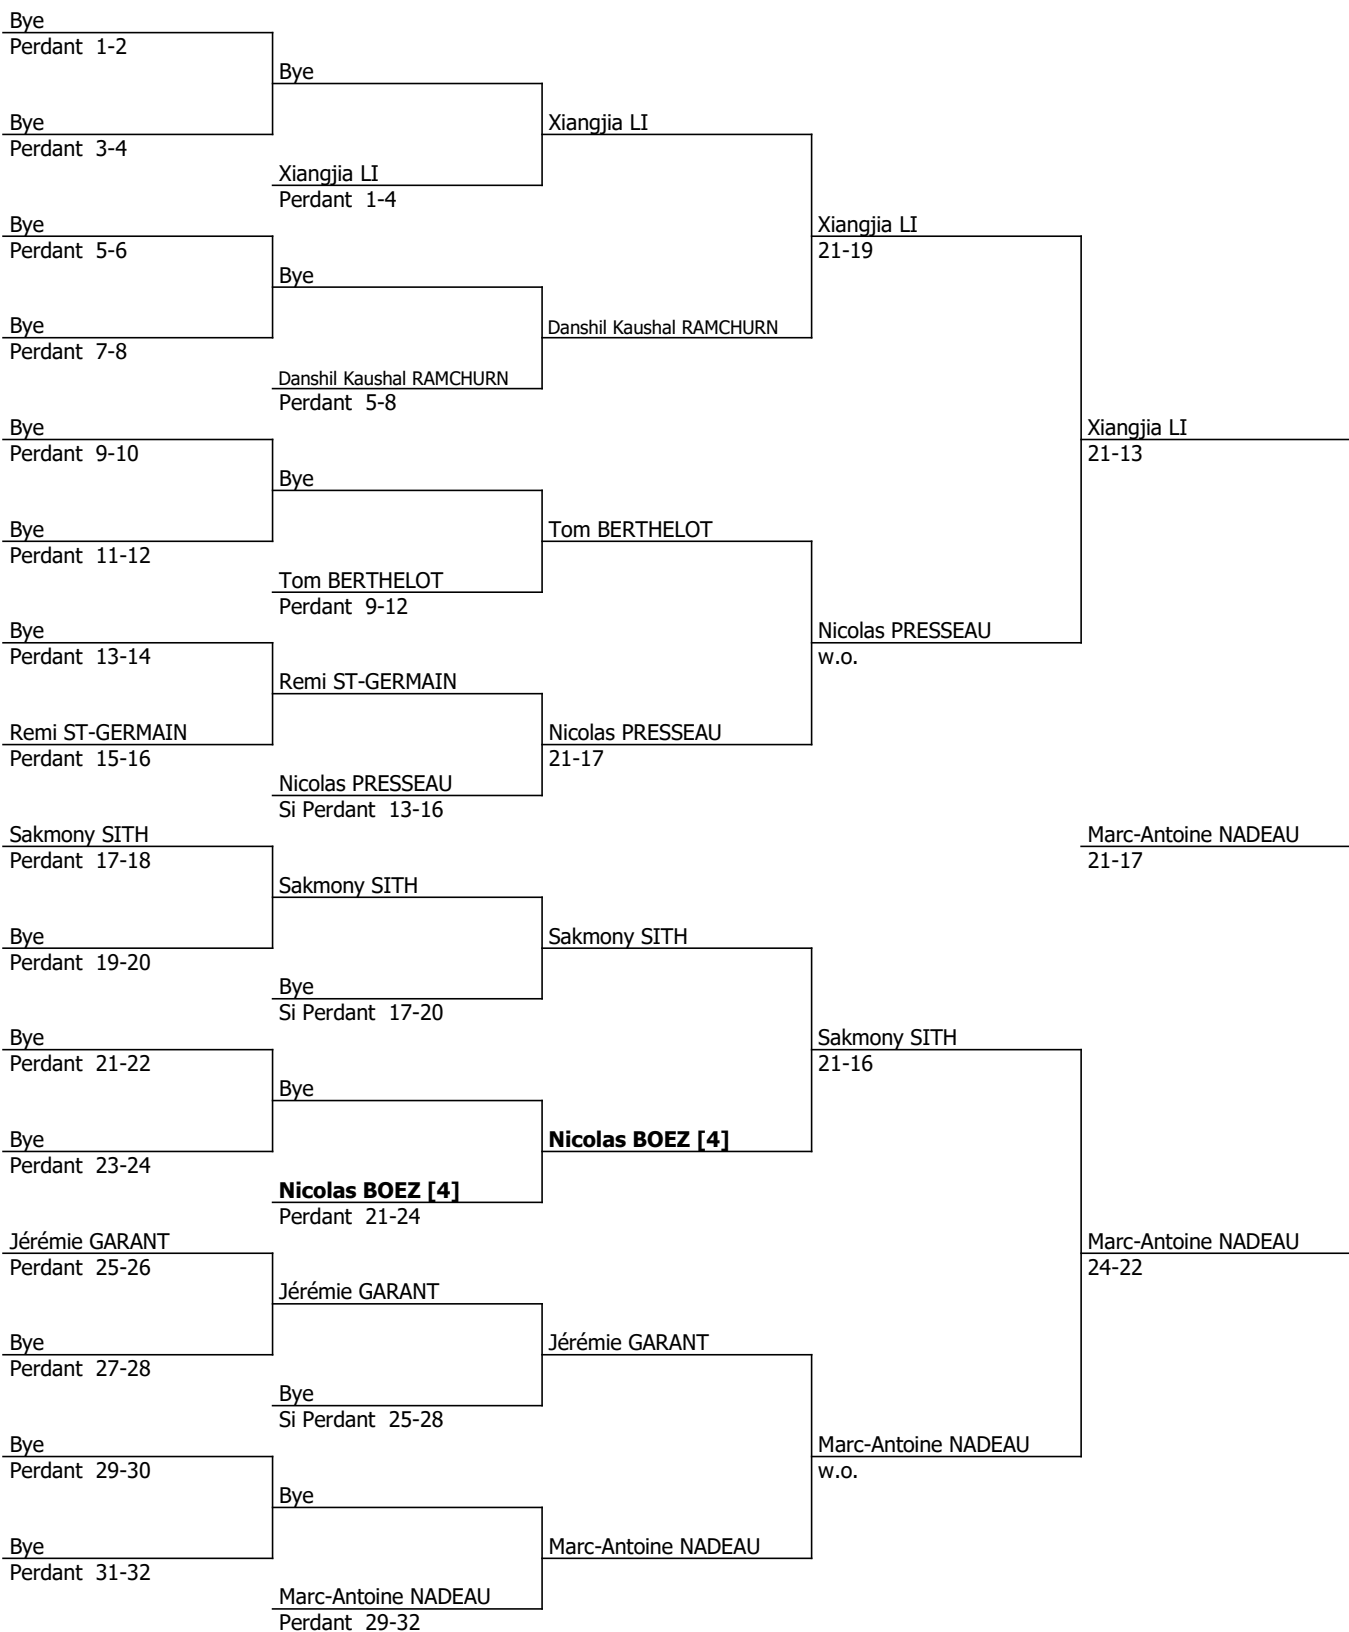 Bye
Perdant 1-2
Bye
Bye
Perdant 3-4
Xiangjia LI
Xiangjia LI
Perdant 1-4
Bye
Perdant 5-6
Xiangjia LI
21-19
Bye
Bye
Perdant 7-8
Danshil Kaushal RAMCHURN
Danshil Kaushal RAMCHURN
Perdant 5-8
Bye
Perdant 9-10
Xiangjia LI
21-13
Bye
Bye
Perdant 11-12
Tom BERTHELOT
Tom BERTHELOT
Perdant 9-12
Bye
Perdant 13-14
Nicolas PRESSEAU
w.o.
Remi ST-GERMAIN
Remi ST-GERMAIN
Perdant 15-16
Nicolas PRESSEAU
21-17
Nicolas PRESSEAU
Si Perdant 13-16
Sakmony SITH
Perdant 17-18
Marc-Antoine NADEAU
21-17
Sakmony SITH
Bye
Perdant 19-20
Sakmony SITH
Bye
Si Perdant 17-20
Bye
Perdant 21-22
Sakmony SITH
21-16
Bye
Bye
Perdant 23-24
Nicolas BOEZ [4]
Nicolas BOEZ [4]
Perdant 21-24
Jérémie GARANT
Perdant 25-26
Marc-Antoine NADEAU
24-22
Jérémie GARANT
Bye
Perdant 27-28
Jérémie GARANT
Bye
Si Perdant 25-28
Bye
Perdant 29-30
Marc-Antoine NADEAU
w.o.
Bye
Bye
Perdant 31-32
Marc-Antoine NADEAU
Marc-Antoine NADEAU
Perdant 29-32